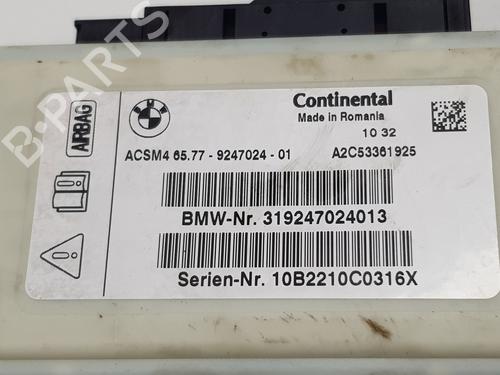 B-PARTS
AIRBAG
BMW
Continental
Made in Romania
10 32
ACSM4 65.77 - 9247024 - 01 A2C53361925
BMW-Nr. 319247024013
Serien-Nr. 10B2210C0316X